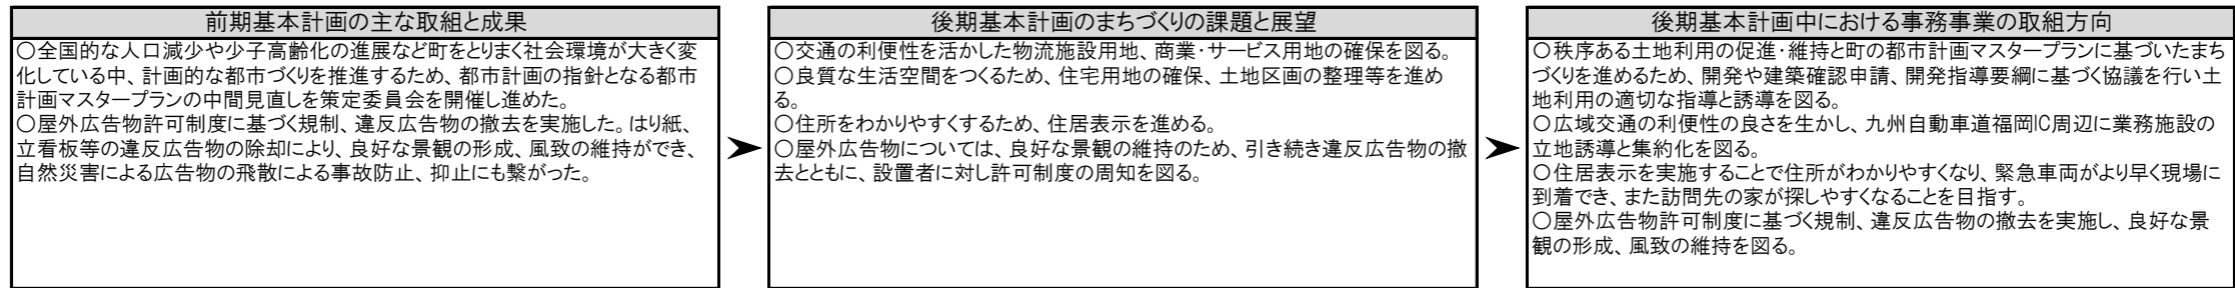 前期基本計画の主な取組と成果
○全国的な人口減少や少子高齢化の進展など町をとりまく社会環境が大きく変
化している中、計画的な都市づくりを推進するため、都市計画の指針となる都市
計画マスタープランの中間見直しを策定委員会を開催し進めた。
○屋外広告物許可制度に基づく規制、違反広告物の撤去を実施した。はり紙、
立看板等の違反広告物の除却により、良好な景観の形成、風致の維持ができ、
自然災害による広告物の飛散による事故防止、抑止にも繋がった。
後期基本計画のまちづくりの課題と展望
○交通の利便性を活かした物流施設用地、商業・サービス用地の確保を図る。
○良質な生活空間をつくるため、住宅用地の確保、土地区画の整理等を進め
る。
○住所をわかりやすくするため、住居表示を進める。
○屋外広告物については、良好な景観の維持のため、引き続き違反広告物の撤
去とともに、設置者に対し許可制度の周知を図る。
後期基本計画中における事務事業の取組方向
○秩序ある土地利用の促進・維持と町の都市計画マスタープランに基づいたまち
づくりを進めるため、開発や建築確認申請、開発指導要綱に基づく協議を行い土
地利用の適切な指導と誘導を図る。
○広域交通の利便性の良さを生かし、九州自動車道福岡IC周辺に業務施設の
立地誘導と集約化を図る。
○住居表示を実施することで住所がわかりやすくなり、緊急車両がより早く現場に
到着でき、また訪問先の家が探しやすくなることを目指す。
○屋外広告物許可制度に基づく規制、違反広告物の撤去を実施し、良好な景
観の形成、風致の維持を図る。